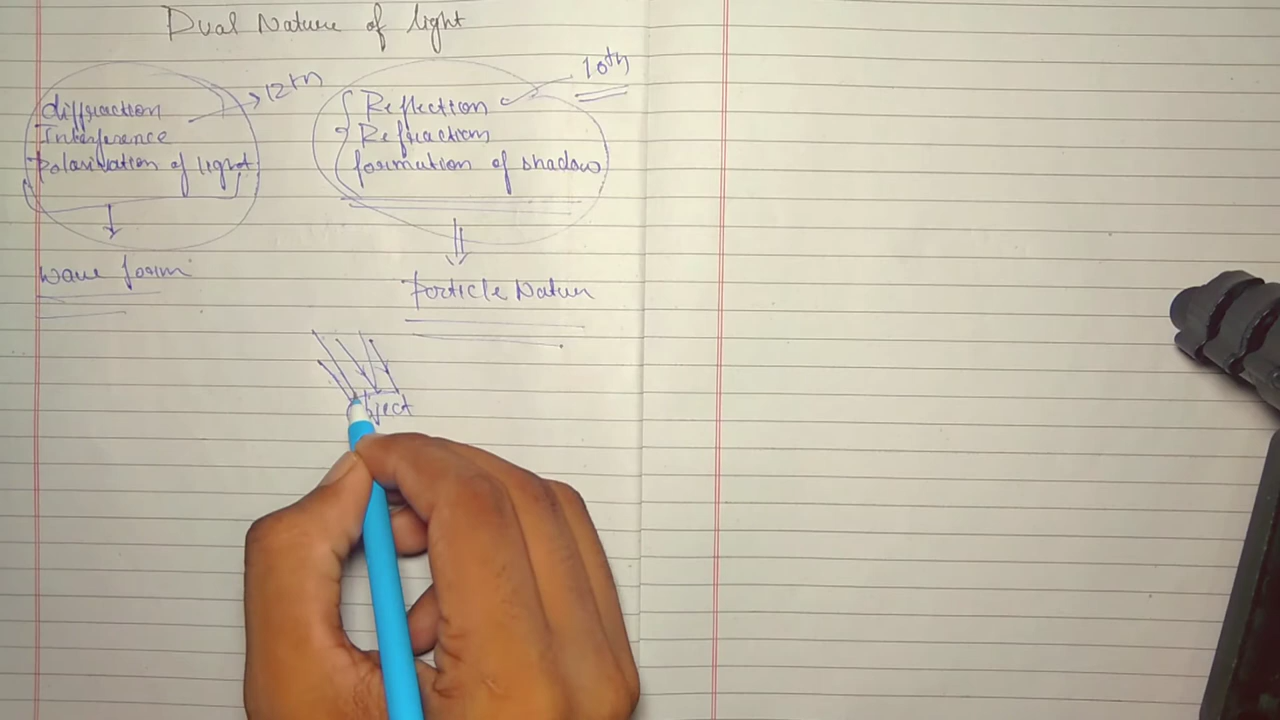 Dual Nature of light
diffraction
Interference
Polarisation of light
12th
wave form
10th
Reflection
Refraction
formation of shadow
Particle Nature
Object